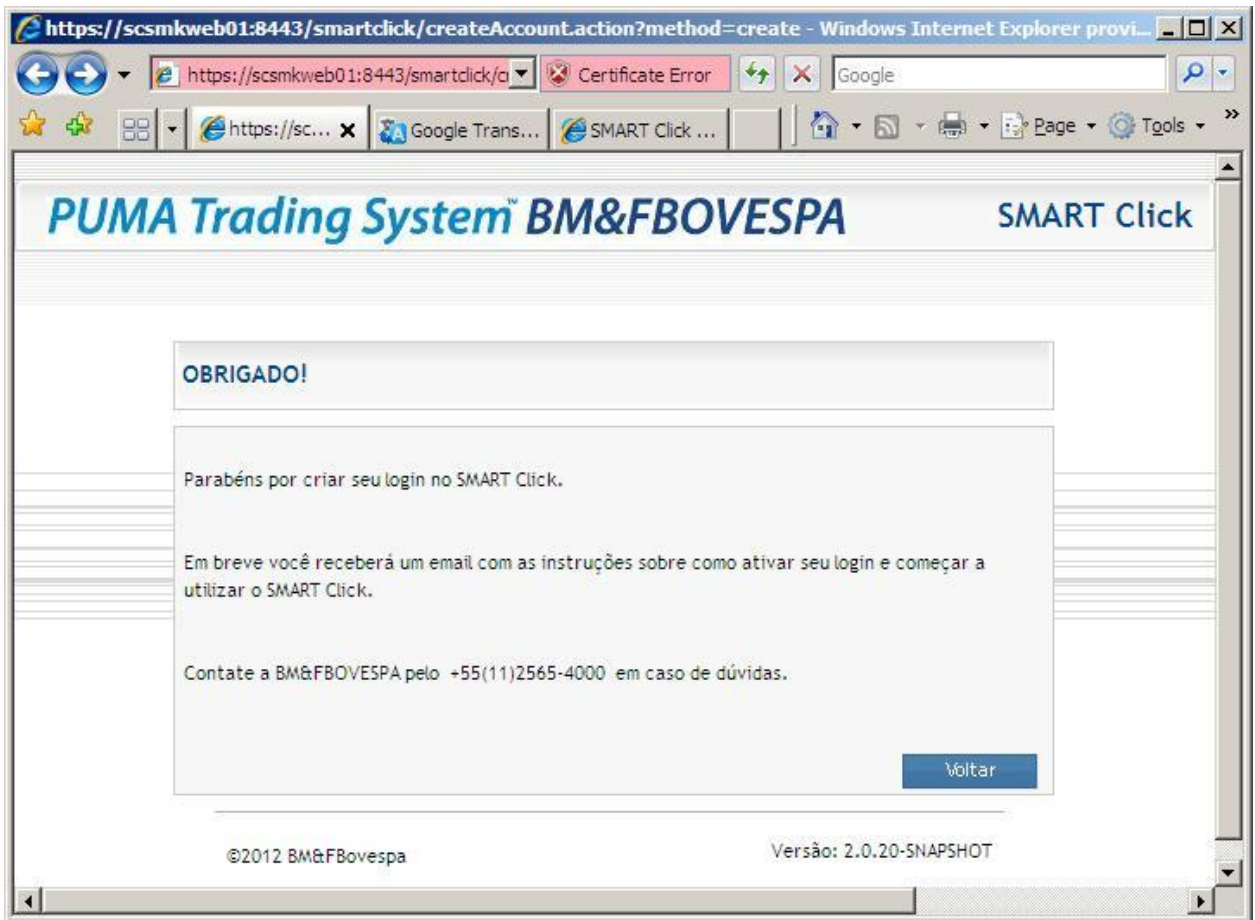 https://scsmkweb01:8443/smartclick/createAccount.action?method=create - Windows Internet Explorer provi...
https://scsmkweb01:8443/smartclick/cr Certificate Error Google
https://sc... Google Trans... SMART Click ... Page Tools »
PUMA Trading System™ BM&FBOVESPA SMART Click
OBRIGADO!
Parabéns por criar seu login no SMART Click.
Em breve você receberá um email com as instruções sobre como ativar seu login e começar a
utilizar o SMART Click.
Contate a BM&FBOVESPA pelo +55(11)2565-4000 em caso de dúvidas.
Voltar
©2012 BM&FBovespa Versão: 2.0.20-SNAPSHOT